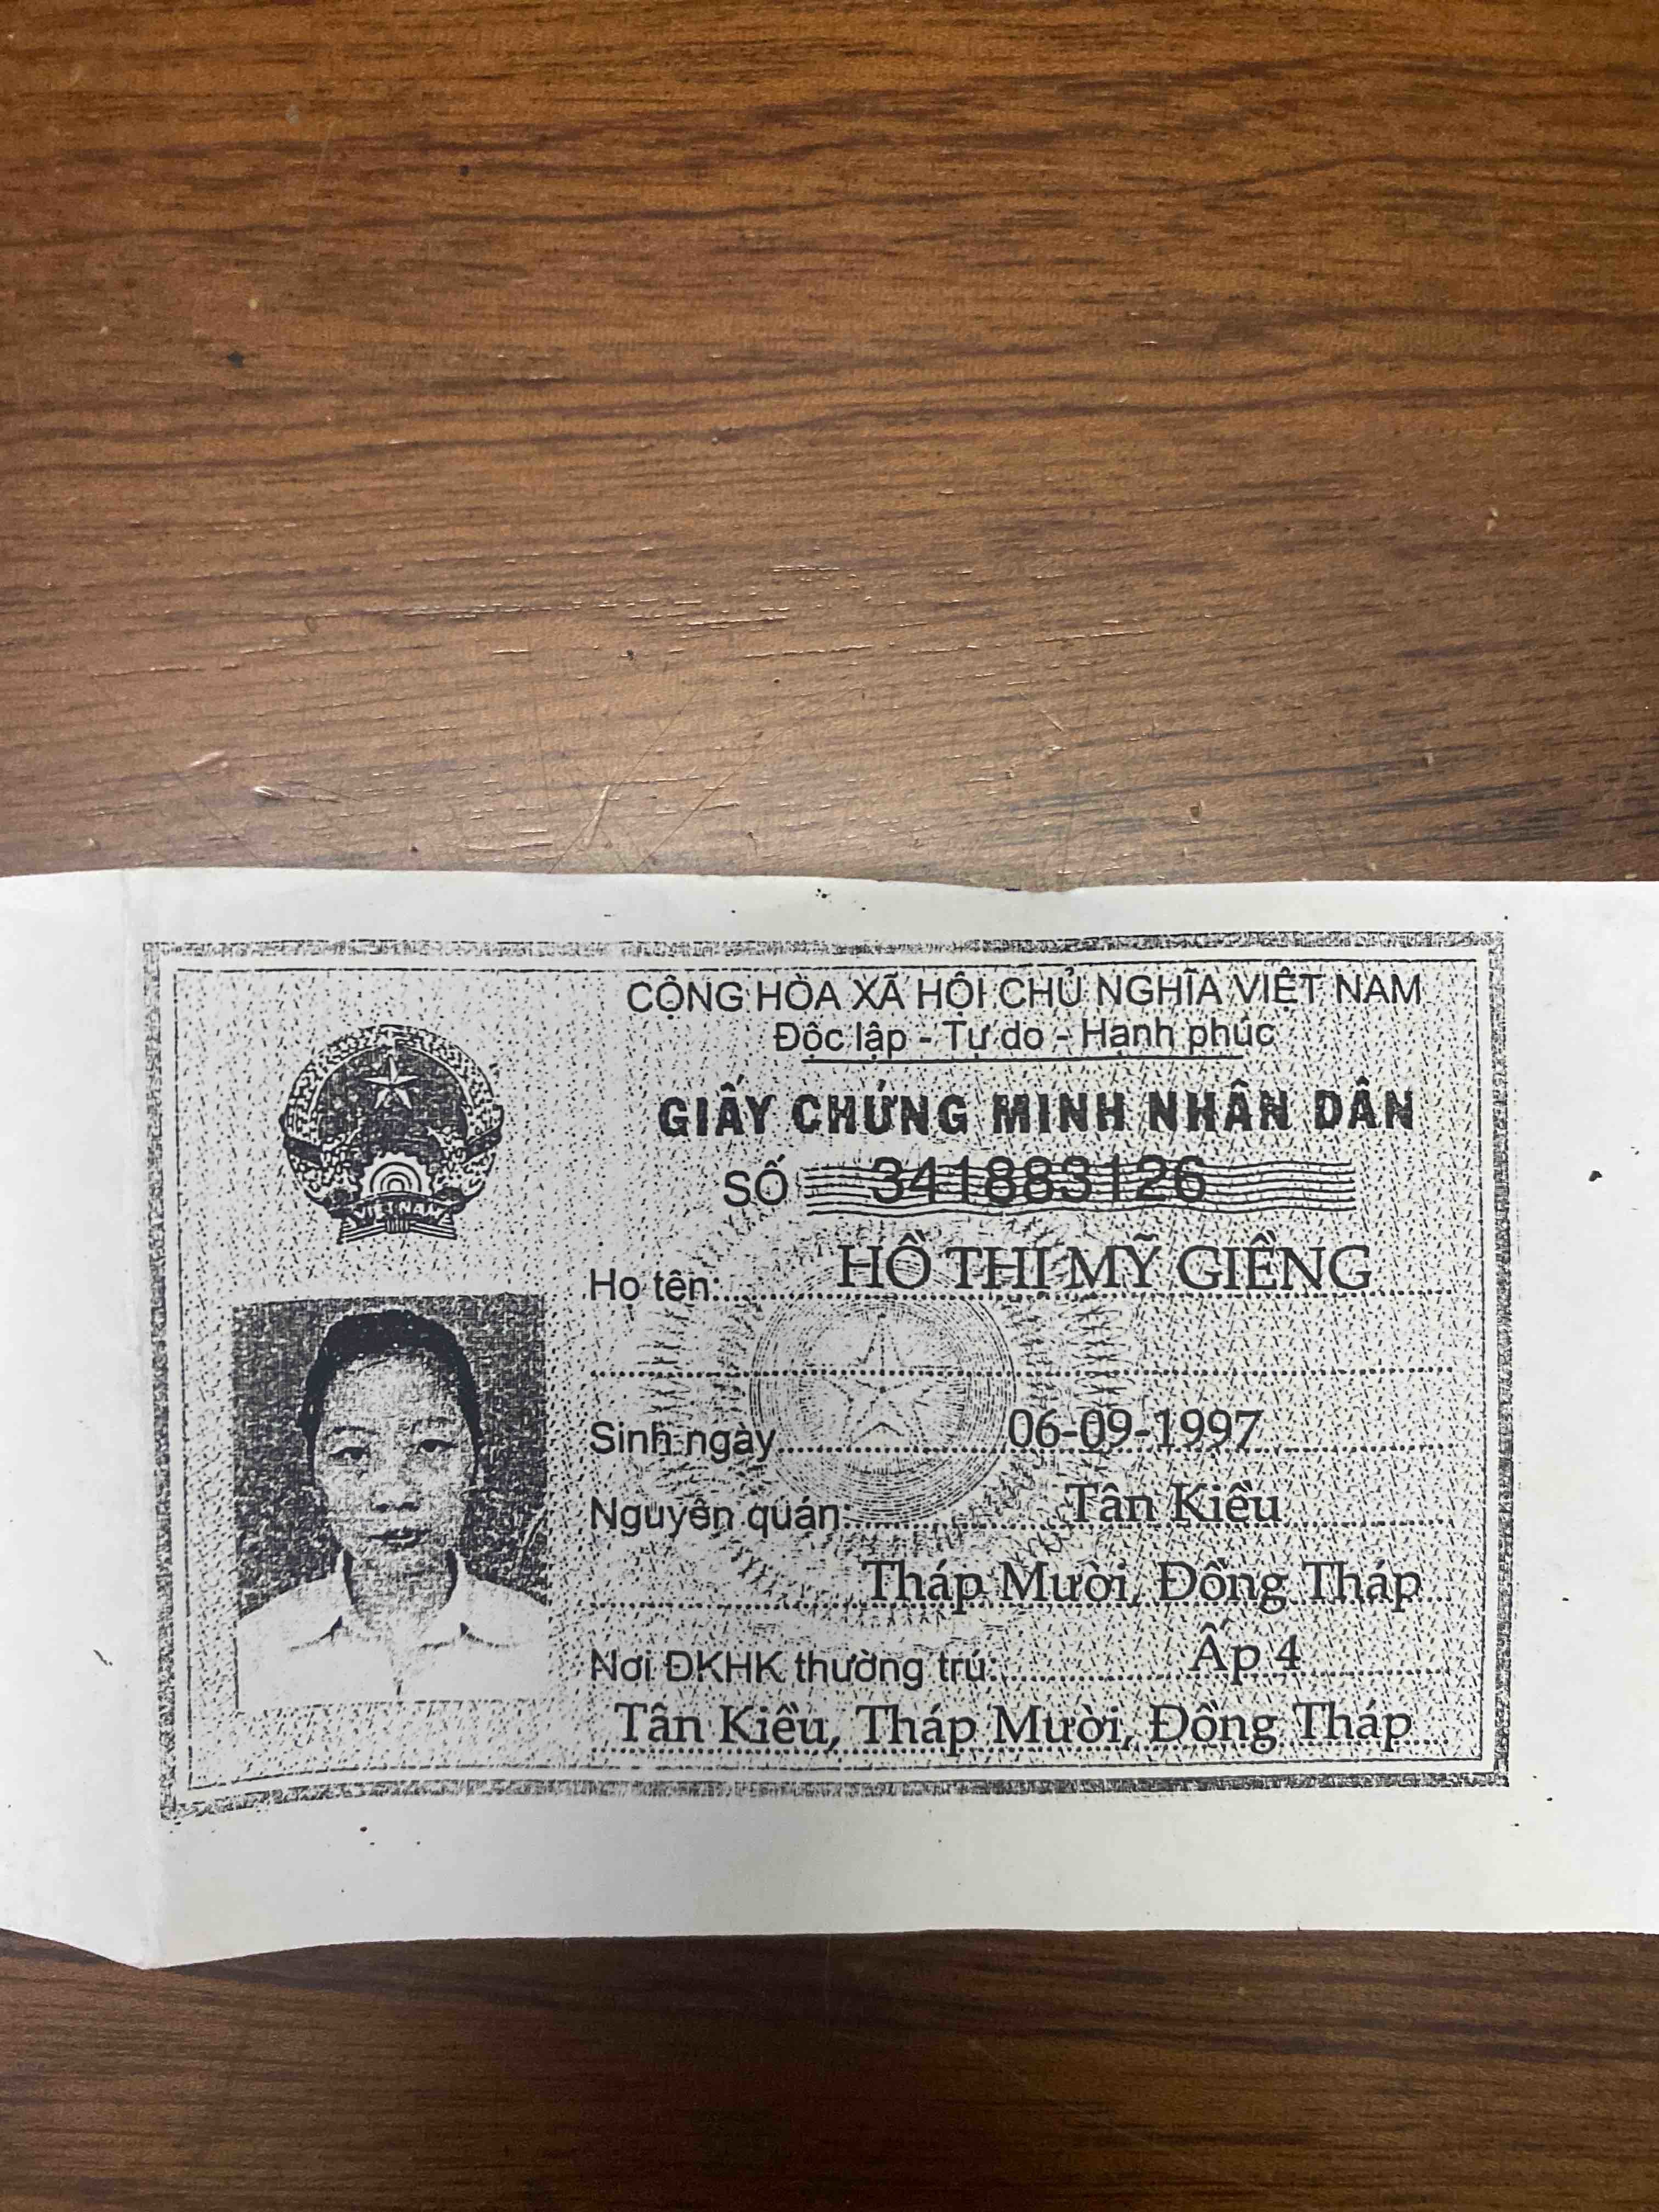 CỘNG HÒA XÃ HỘI CHỦ NGHĨA VIỆT NAM
Độc lập - Tự do - Hạnh phúc
GIẤY CHỨNG MINH NHÂN DÂN
SỐ 341883126
VIỆT NAM
Họ tên: HỒ THỊ MỸ GIỀNG
Sinh ngày 06-09-1997
Nguyên quán: Tân Kiều
Tháp Mười, Đồng Tháp
Nơi ĐKHK thường trú: Ấp 4
Tân Kiều, Tháp Mười, Đồng Tháp